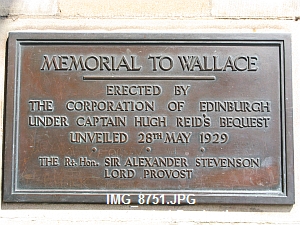 MEMORIAL TO WALLACE
ERECTED BY
THE CORPORATION OF EDINBURGH
UNDER CAPTAIN HUGH REID'S BEQUEST
UNVEILED 28TH MAY 1929
THE Rt. Hon. SIR ALEXANDER STEVENSON
LORD PROVOST
IMG_8751.JPG